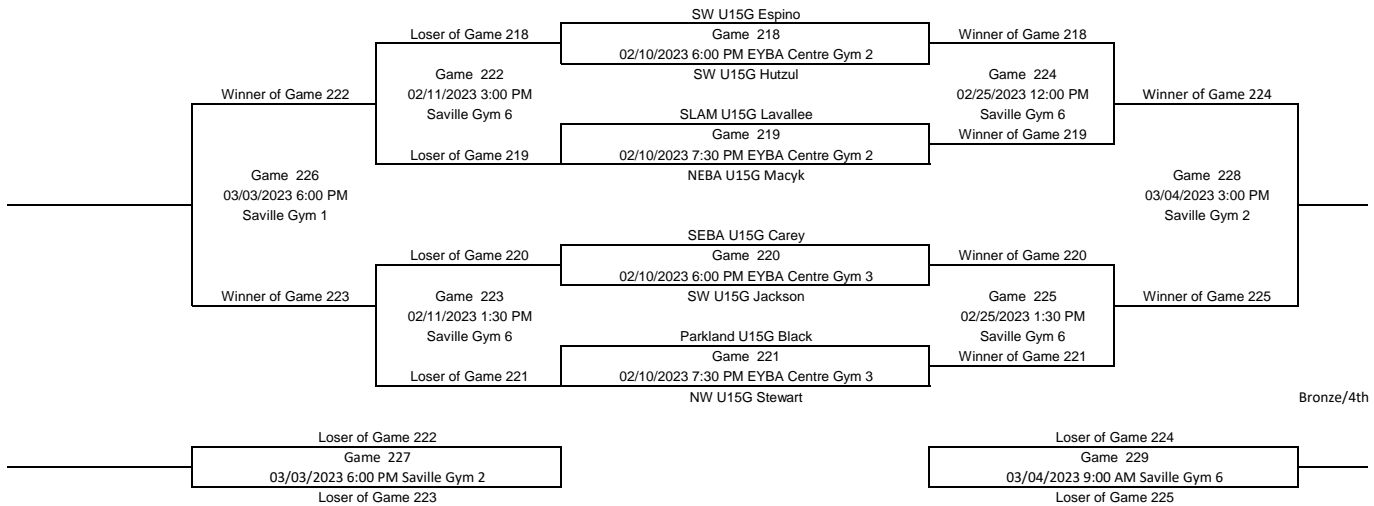 SW U15G Espino
Loser of Game 218
Game 218
Winner of Game 218
02/10/2023 6:00 PM EYBA Centre Gym 2
Game 222
SW U15G Hutzul
Game 224
Winner of Game 222
02/11/2023 3:00 PM
02/25/2023 12:00 PM
Winner of Game 224
Saville Gym 6
SLAM U15G Lavallee
Saville Gym 6
Game 219
Winner of Game 219
Loser of Game 219
02/10/2023 7:30 PM EYBA Centre Gym 2
Game 226
NEBA U15G Macyk
Game 228
03/03/2023 6:00 PM
03/04/2023 3:00 PM
Saville Gym 1
Saville Gym 2
SEBA U15G Carey
Loser of Game 220
Game 220
Winner of Game 220
02/10/2023 6:00 PM EYBA Centre Gym 3
Winner of Game 223
Game 223
SW U15G Jackson
Game 225
Winner of Game 225
02/11/2023 1:30 PM
02/25/2023 1:30 PM
Saville Gym 6
Parkland U15G Black
Saville Gym 6
Game 221
Winner of Game 221
Loser of Game 221
02/10/2023 7:30 PM EYBA Centre Gym 3
NW U15G Stewart
Bronze/4th
Loser of Game 222
Loser of Game 224
Game 227
Game 229
03/03/2023 6:00 PM Saville Gym 2
03/04/2023 9:00 AM Saville Gym 6
Loser of Game 223
Loser of Game 225